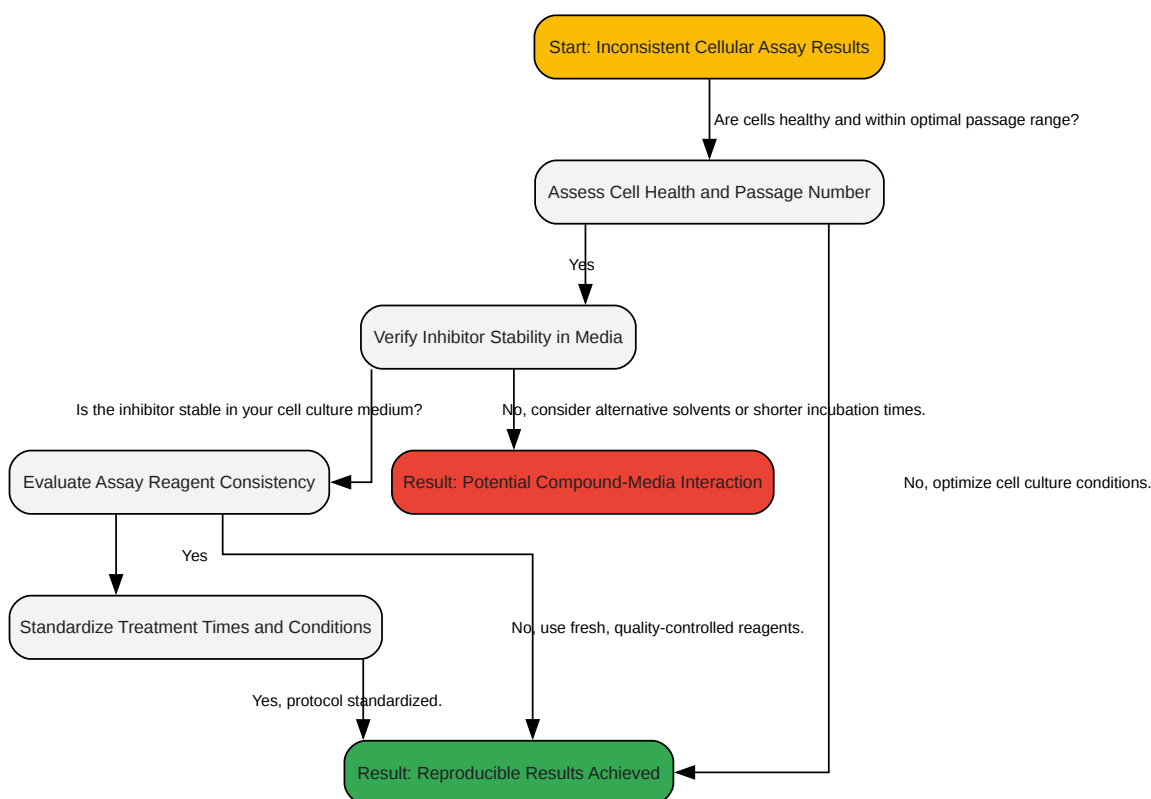 Start: Inconsistent Cellular Assay Results
Are cells healthy and within optimal passage range?
Assess Cell Health and Passage Number
Yes
Verify Inhibitor Stability in Media
Is the inhibitor stable in your cell culture medium?
No, consider alternative solvents or shorter incubation times.
Evaluate Assay Reagent Consistency
Result: Potential Compound-Media Interaction
No, optimize cell culture conditions.
Yes
Standardize Treatment Times and Conditions
No, use fresh, quality-controlled reagents.
Yes, protocol standardized.
Result: Reproducible Results Achieved